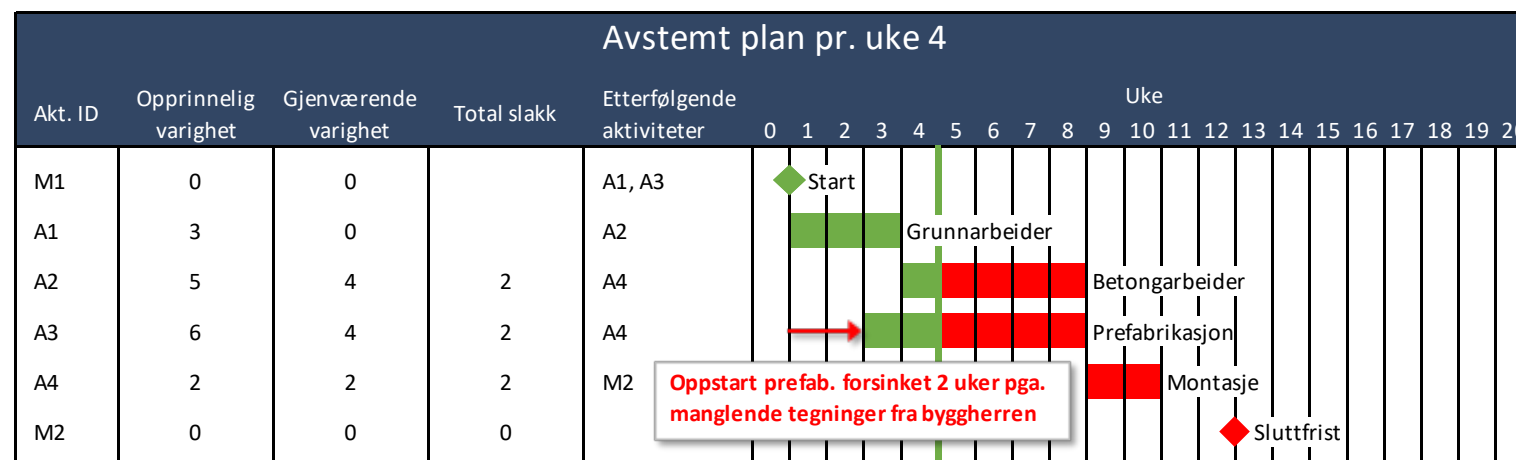 Avstemt plan pr. uke 4
Akt. ID Opprinnelig varighet Gjenværende varighet Total slakk Etterfølgende aktiviteter Uke
0 1 2 3 4 5 6 7 8 9 10 11 12 13 14 15 16 17 18 19 20
M1 0 0 A1, A3 Start
A1 3 0 A2 Grunnarbeider
A2 5 4 2 A4 Betongarbeider
A3 6 4 2 A4 Prefabrikasjon
A4 2 2 2 M2 Montasje
Oppstart prefab. forsinket 2 uker pga.
manglende tegninger fra byggherren
M2 0 0 0 Sluttfrist